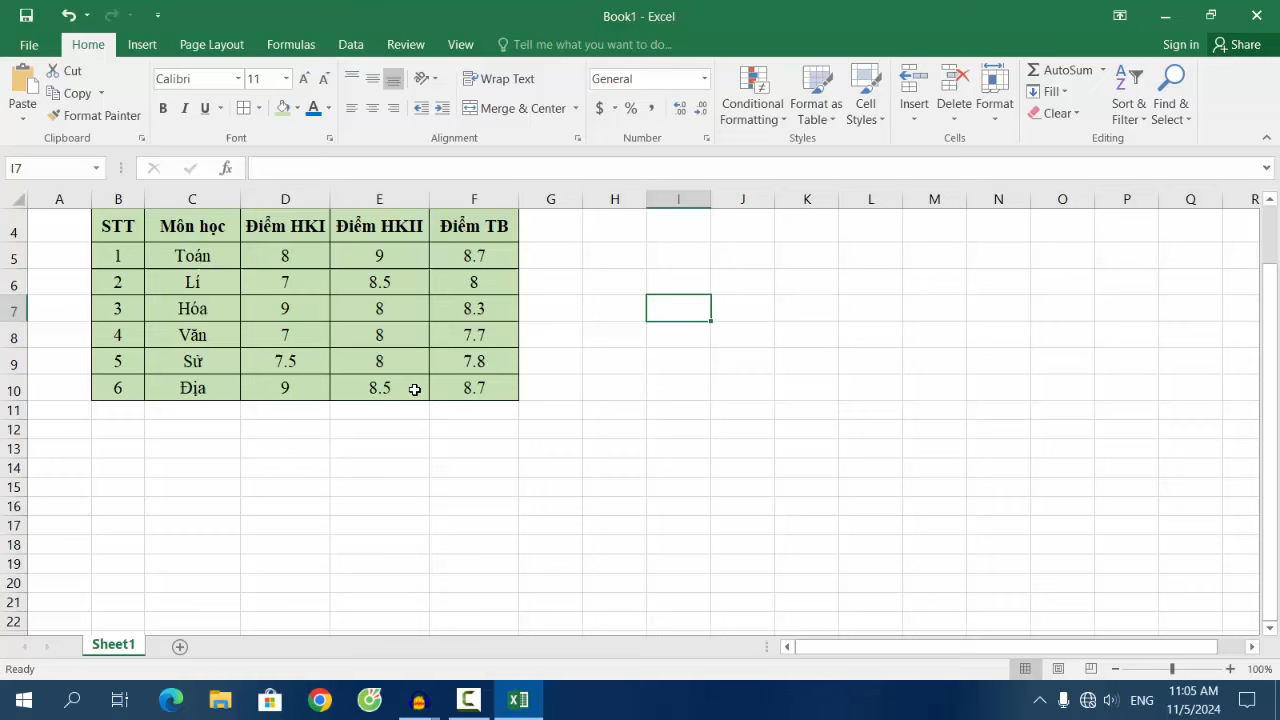 Book1 - Excel
File Home Insert Page Layout Formulas Data Review View Tell me what you want to do... Sign in Share
Paste Cut Copy Format Painter Clipboard
Calibri 11 B I U Font
Wrap Text Merge & Center Alignment
General $ % , Number
Conditional Formatting Format as Table Cell Styles Styles
Insert Delete Format Cells
AutoSum Fill Clear Sort & Filter Find & Select Editing
I7 fx
A B C D E F G H I J K L M N O P Q R
4 STT Môn học Điểm HKI Điểm HKII Điểm TB
5 1 Toán 8 9 8.7
6 2 Lí 7 8.5 8
7 3 Hóa 9 8 8.3
8 4 Văn 7 8 7.7
9 5 Sử 7.5 8 7.8
10 6 Địa 9 8.5 8.7
11
12
13
14
15
16
17
18
19
20
21
22
Sheet1
Ready 100%
ENG 11:05 AM
11/5/2024